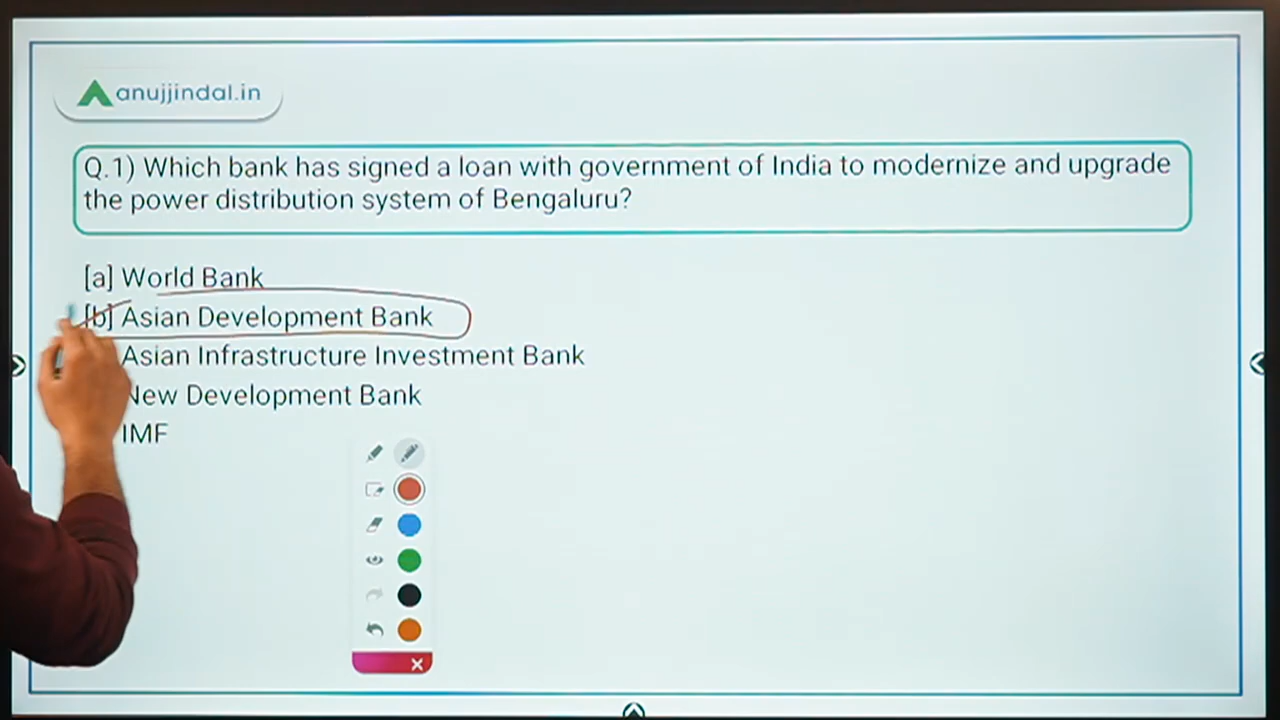 anujjindal.in
Q.1) Which bank has signed a loan with government of India to modernize and upgrade
the power distribution system of Bengaluru?
[a] World Bank
[b] Asian Development Bank
Asian Infrastructure Investment Bank
New Development Bank
IMF